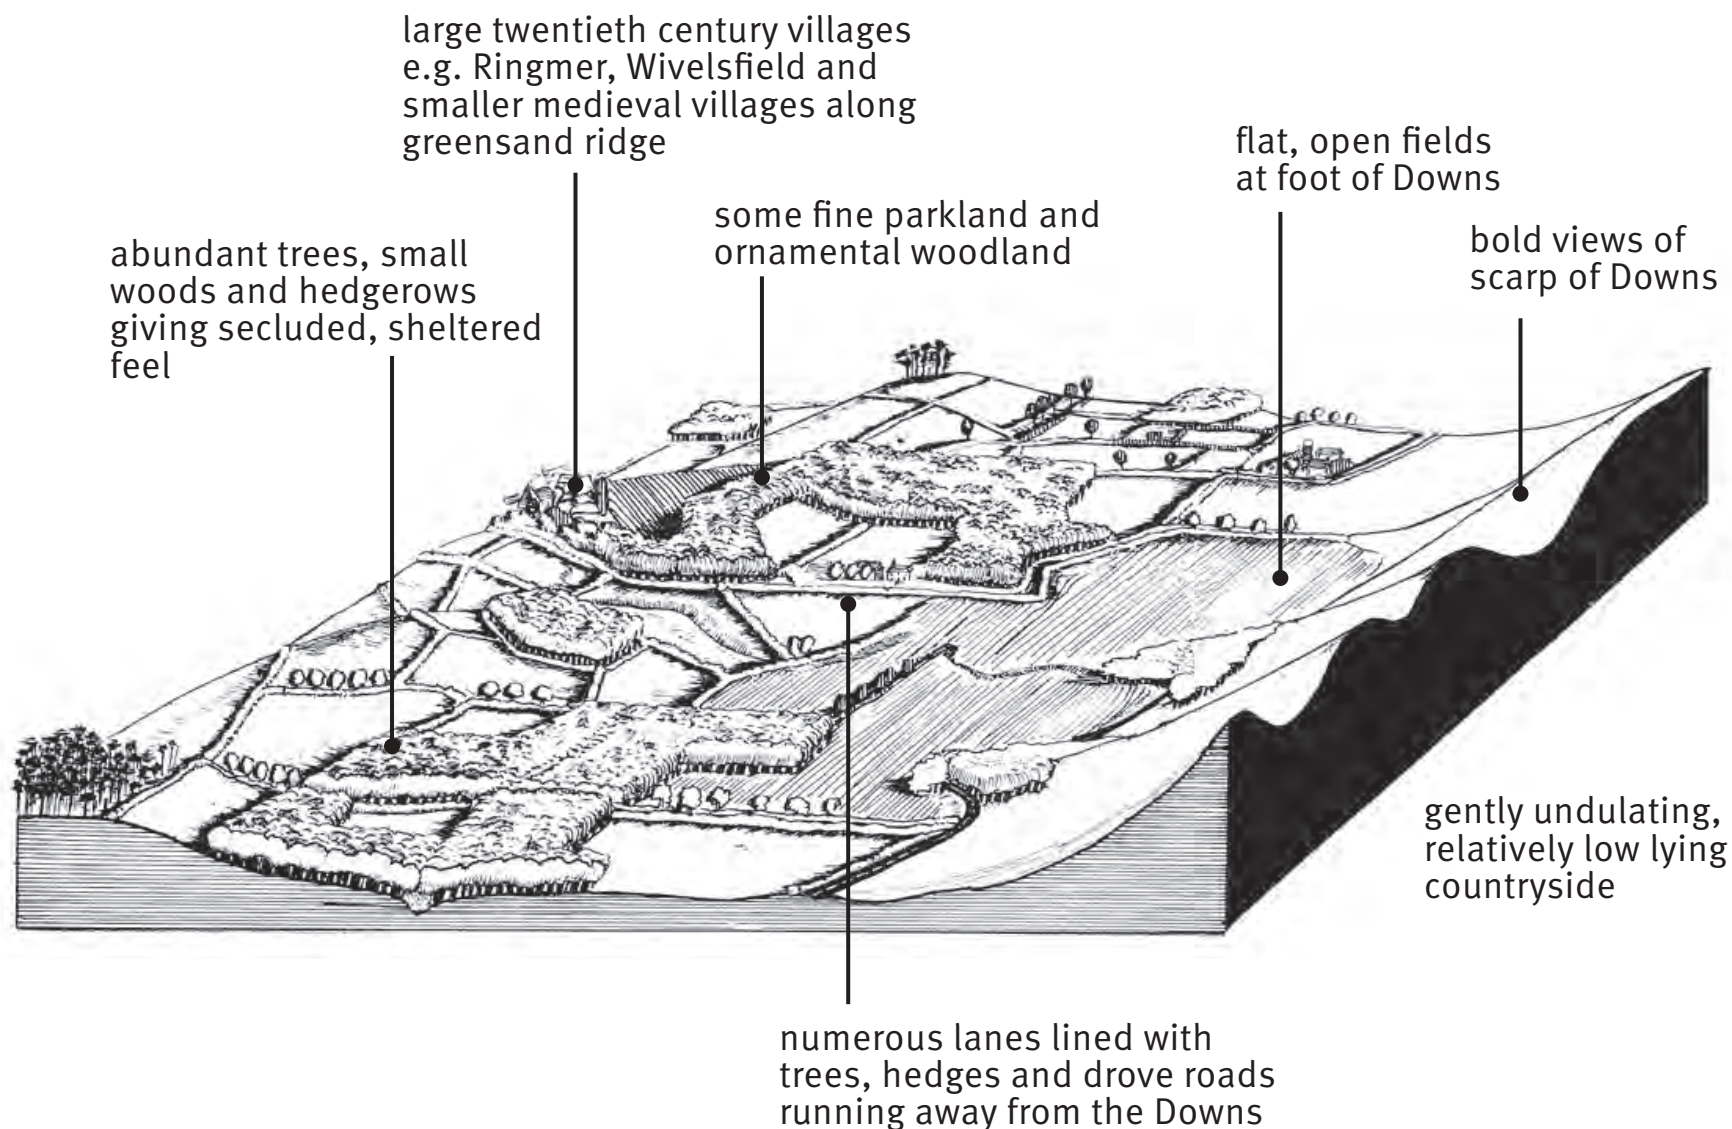 large twentieth century villages
e.g. Ringmer, Wivelsfield and
smaller medieval villages along
greensand ridge
flat, open fields
at foot of Downs
some fine parkland and
ornamental woodland
bold views of
scarp of Downs
abundant trees, small
woods and hedgerows
giving secluded, sheltered
feel
gently undulating,
relatively low lying
countryside
numerous lanes lined with
trees, hedges and drove roads
running away from the Downs